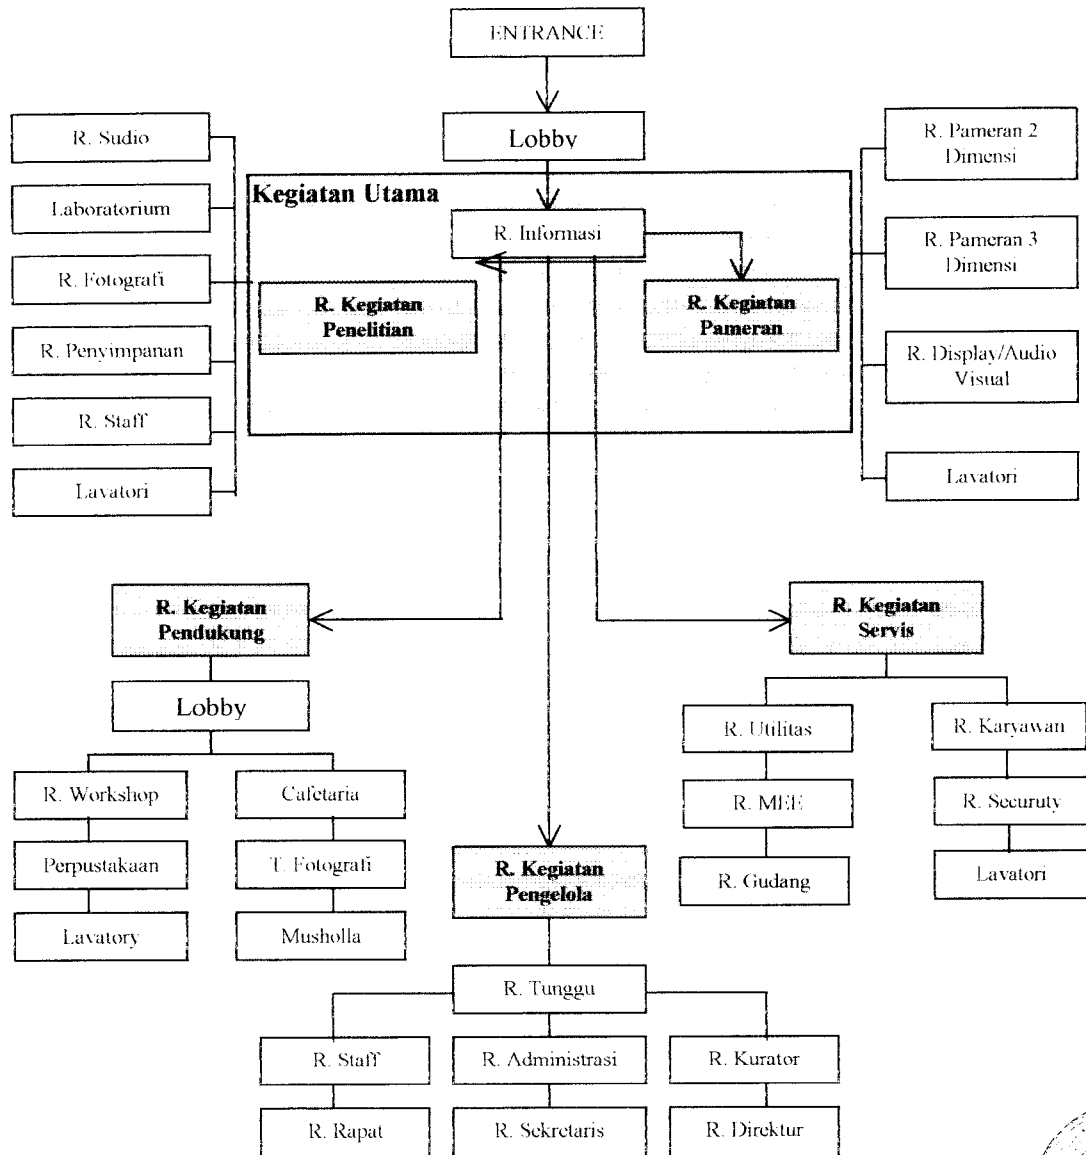 ENTRANCE
Lobby
Kegiatan Utama
R. Informasi
R. Kegiatan
Penelitian
R. Kegiatan
Pameran
R. Sudio
Laboratorium
R. Fotografi
R. Penyimpanan
R. Staff
Lavatori
R. Pameran 2
Dimensi
R. Pameran 3
Dimensi
R. Display/Audio
Visual
Lavatori
R. Kegiatan
Pendukung
Lobby
R. Workshop
Perpustakaan
Lavatory
Cafetaria
T. Fotografi
Musholla
R. Kegiatan
Servis
R. Utilitas
R. MEE
R. Gudang
R. Karyawan
R. Securuty
Lavatori
R. Kegiatan
Pengelola
R. Tunggu
R. Staff
R. Rapat
R. Administrasi
R. Sekretaris
R. Kurator
R. Direktur